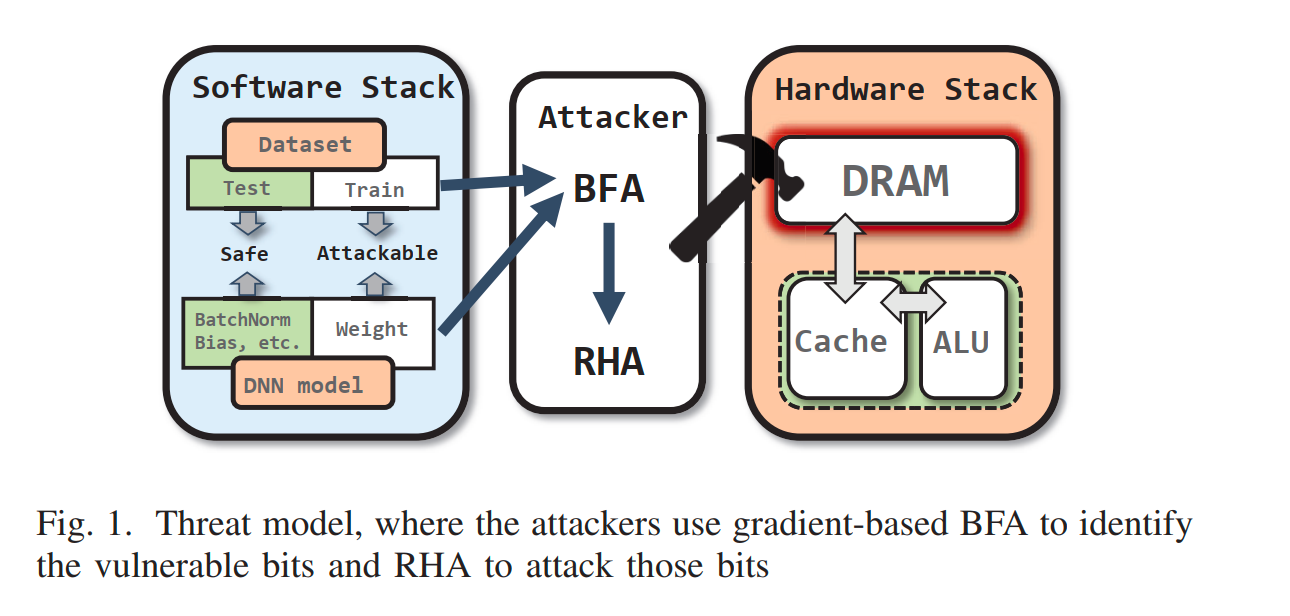 Software Stack
Dataset
Test
Train
Safe
Attackable
BatchNorm
Bias, etc.
Weight
DNN model
Attacker
BFA
RHA
Hardware Stack
DRAM
Cache
ALU
Fig. 1. Threat model, where the attackers use gradient-based BFA to identify
the vulnerable bits and RHA to attack those bits